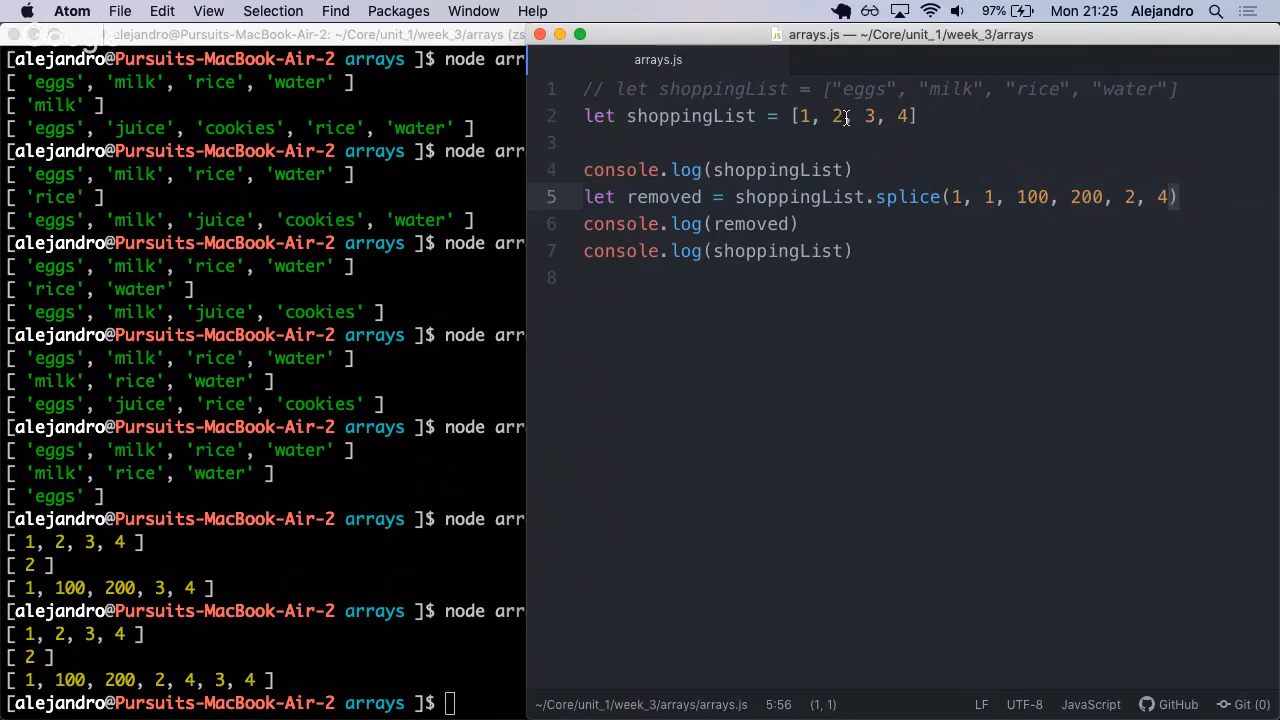 Atom File Edit View Selection Find Packages Window Help 97% Mon 21:25 Alejandro
alejandro@Pursuits-MacBook-Air-2: ~/Core/unit_1/week_3/arrays (zs
[alejandro@Pursuits-MacBook-Air-2 arrays ]$ node arr
[ 'eggs', 'milk', 'rice', 'water' ]
[ 'milk' ]
[ 'eggs', 'juice', 'cookies', 'rice', 'water' ]
[alejandro@Pursuits-MacBook-Air-2 arrays ]$ node arr
[ 'eggs', 'milk', 'rice', 'water' ]
[ 'rice' ]
[ 'eggs', 'milk', 'juice', 'cookies', 'water' ]
[alejandro@Pursuits-MacBook-Air-2 arrays ]$ node arr
[ 'eggs', 'milk', 'rice', 'water' ]
[ 'rice', 'water' ]
[ 'eggs', 'milk', 'juice', 'cookies' ]
[alejandro@Pursuits-MacBook-Air-2 arrays ]$ node arr
[ 'eggs', 'milk', 'rice', 'water' ]
[ 'milk', 'rice', 'water' ]
[ 'eggs', 'juice', 'rice', 'cookies' ]
[alejandro@Pursuits-MacBook-Air-2 arrays ]$ node arr
[ 'eggs', 'milk', 'rice', 'water' ]
[ 'milk', 'rice', 'water' ]
[ 'eggs' ]
[alejandro@Pursuits-MacBook-Air-2 arrays ]$ node arr
[ 1, 2, 3, 4 ]
[ 2 ]
[ 1, 100, 200, 3, 4 ]
[alejandro@Pursuits-MacBook-Air-2 arrays ]$ node arr
[ 1, 2, 3, 4 ]
[ 2 ]
[ 1, 100, 200, 2, 4, 3, 4 ]
[alejandro@Pursuits-MacBook-Air-2 arrays ]$
arrays.js — ~/Core/unit_1/week_3/arrays
arrays.js
1 // let shoppingList = ["eggs", "milk", "rice", "water"]
2 let shoppingList = [1, 2, 3, 4]
3
4 console.log(shoppingList)
5 let removed = shoppingList.splice(1, 1, 100, 200, 2, 4)
6 console.log(removed)
7 console.log(shoppingList)
8
~/Core/unit_1/week_3/arrays/arrays.js 5:56 (1, 1) LF UTF-8 JavaScript GitHub Git (0)